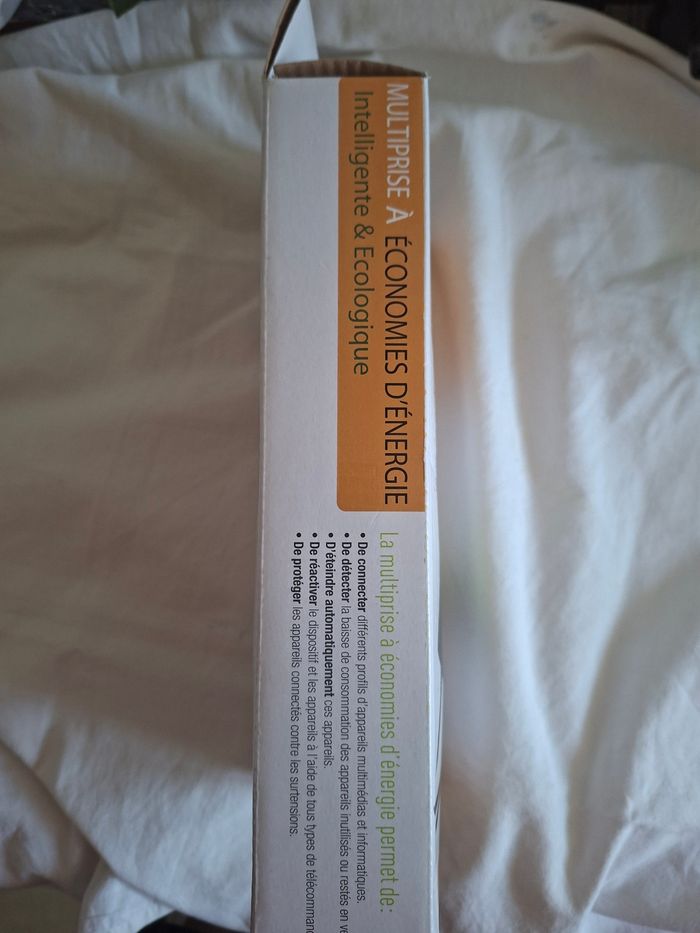 MULTIPRISE À ÉCONOMIES D'ÉNERGIE
Intelligente & Ecologique
La multiprise à économies d'énergie permet de:
• De connecter différents profils d'appareils multimédias et informatiques.
• De détecter la baisse de consommation des appareils inutilisés ou restés en
• D'éteindre automatiquement ces appareils.
• De réactiver le dispositif et les appareils à l'aide de tous types de
• De protéger les appareils connectés contre les surtensions.